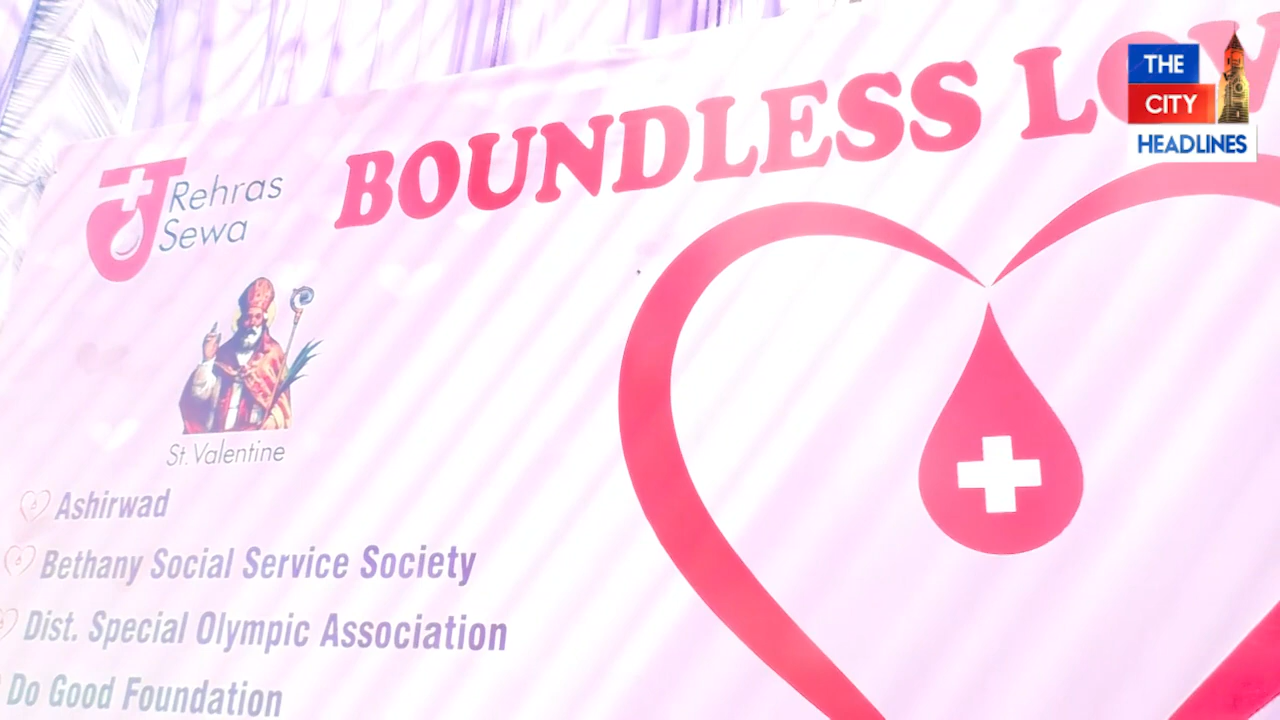 BOUNDLESS LOV
THE
CITY
HEADLINES
Rehras
Sewa
St. Valentine
Ashirwad
Bethany Social Service Society
Dist. Special Olympic Association
Do Good Foundation